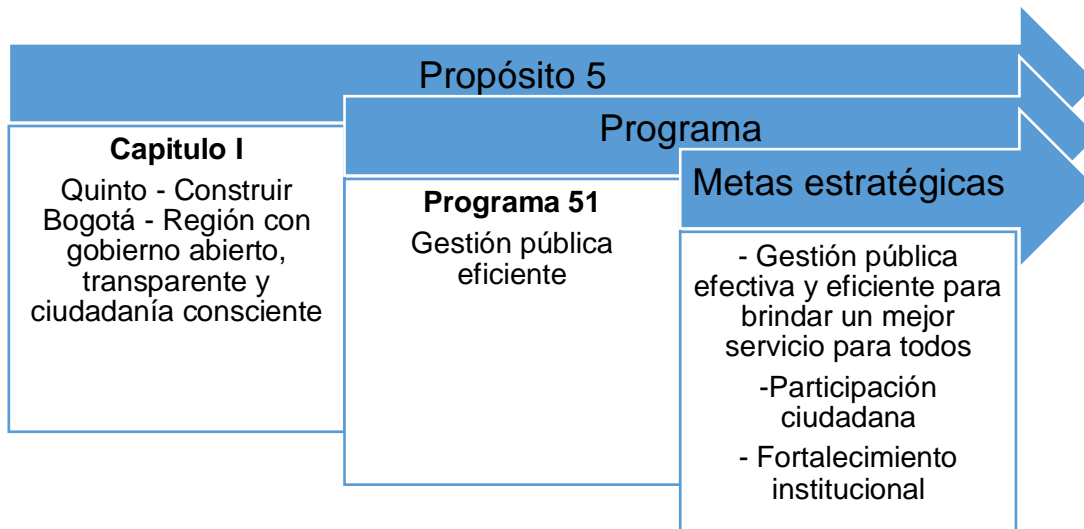 Propósito 5
Capitulo I
Quinto - Construir
Bogotá - Región con
gobierno abierto,
transparente y
ciudadanía consciente
Programa
Programa 51
Gestión pública
eficiente
Metas estratégicas
- Gestión pública
efectiva y eficiente para
brindar un mejor
servicio para todos
-Participación
ciudadana
- Fortalecimiento
institucional